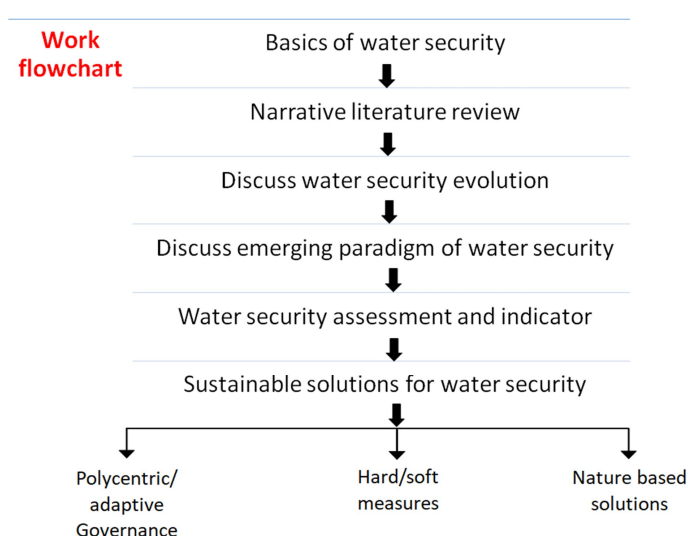 Work
flowchart
Basics of water security
Narrative literature review
Discuss water security evolution
Discuss emerging paradigm of water security
Water security assessment and indicator
Sustainable solutions for water security
Polycentric/
adaptive
Governance
Hard/soft
measures
Nature based
solutions